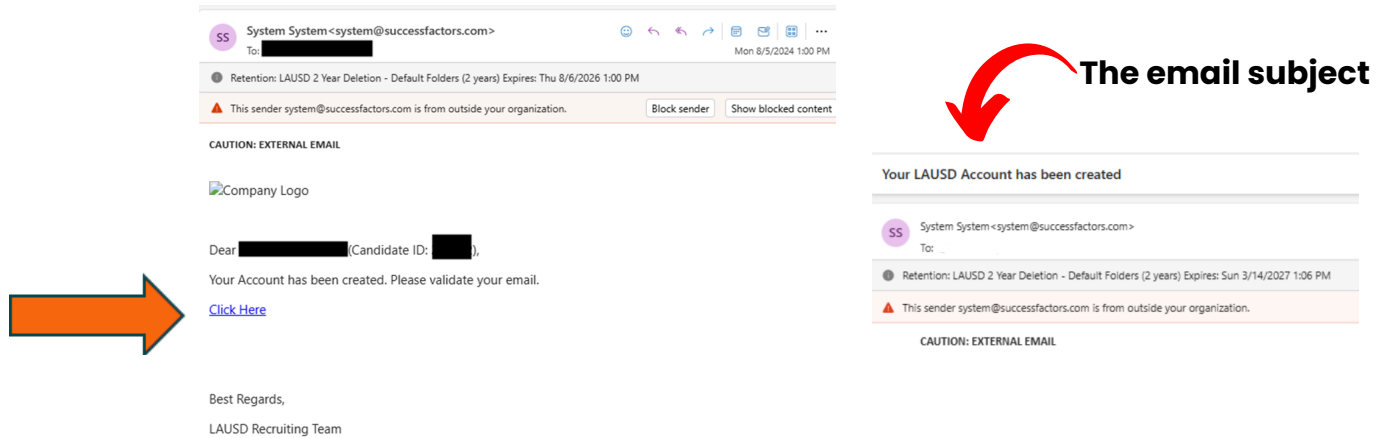 SS
System System<system@successfactors.com>
To:
Mon 8/5/2024 1:00 PM
Retention: LAUSD 2 Year Deletion - Default Folders (2 years) Expires: Thu 8/6/2026 1:00 PM
This sender system@successfactors.com is from outside your organization.
Block sender
Show blocked content
CAUTION: EXTERNAL EMAIL
Company Logo
Dear (Candidate ID: ),
Your Account has been created. Please validate your email.
Click Here
Best Regards,
LAUSD Recruiting Team
The email subject
Your LAUSD Account has been created
SS
System System<system@successfactors.com>
To:
Retention: LAUSD 2 Year Deletion - Default Folders (2 years) Expires: Sun 3/14/2027 1:06 PM
This sender system@successfactors.com is from outside your organization.
CAUTION: EXTERNAL EMAIL